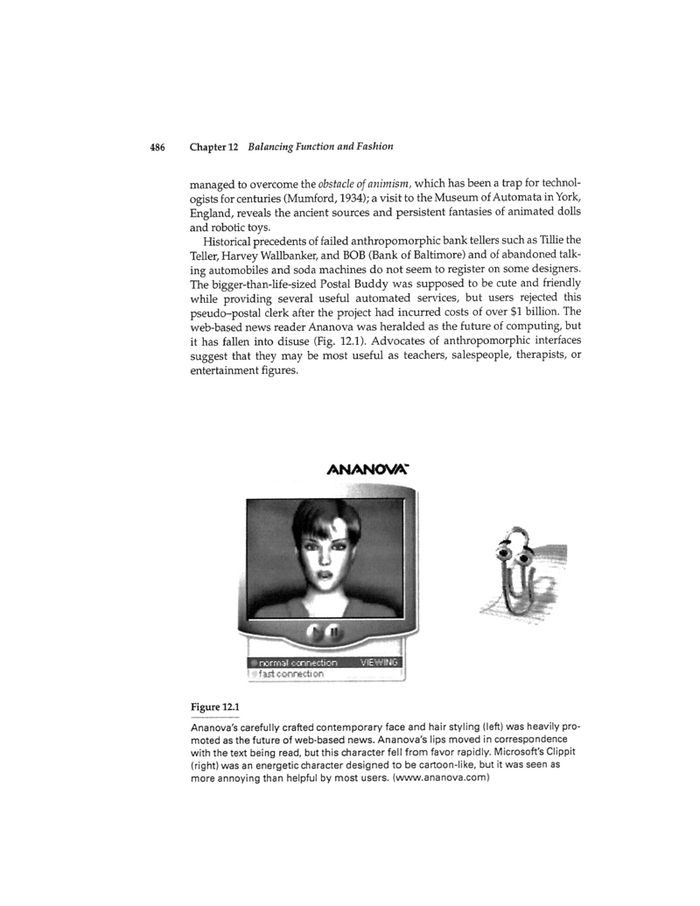 486 Chapter 12 Balancing Function and Fashion
managed to overcome the obstacle of animism, which has been a trap for technol-
ogists for centuries (Mumford, 1934); a visit to the Museum of Automata in York,
England, reveals the ancient sources and persistent fantasies of animated dolls
and robotic toys.
Historical precedents of failed anthropomorphic bank tellers such as Tillie the
Teller, Harvey Wallbanker, and BOB (Bank of Baltimore) and of abandoned talk-
ing automobiles and soda machines do not seem to register on some designers.
The bigger-than-life-sized Postal Buddy was supposed to be cute and friendly
while providing several useful automated services, but users rejected this
pseudo–postal clerk after the project had incurred costs of over $1 billion. The
web-based news reader Ananova was heralded as the future of computing, but
it has fallen into disuse (Fig. 12.1). Advocates of anthropomorphic interfaces
suggest that they may be most useful as teachers, salespeople, therapists, or
entertainment figures.
ANANOVA™
normal connection VIEWING
fast connection
Figure 12.1
Ananova's carefully crafted contemporary face and hair styling (left) was heavily pro-
moted as the future of web-based news. Ananova's lips moved in correspondence
with the text being read, but this character fell from favor rapidly. Microsoft's Clippit
(right) was an energetic character designed to be cartoon-like, but it was seen as
more annoying than helpful by most users. (www.ananova.com)